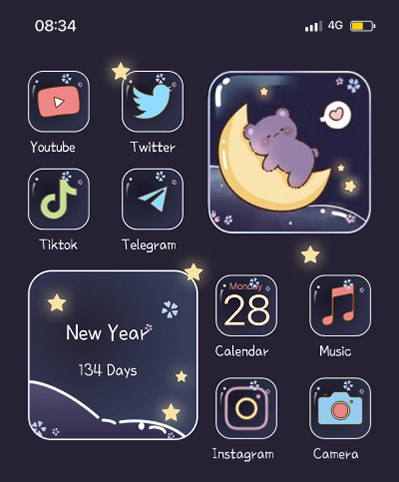 08:34
4G
Youtube
Twitter
Tiktok
Telegram
New Year
134 Days
Monday
28
Calendar
Music
Instagram
Camera